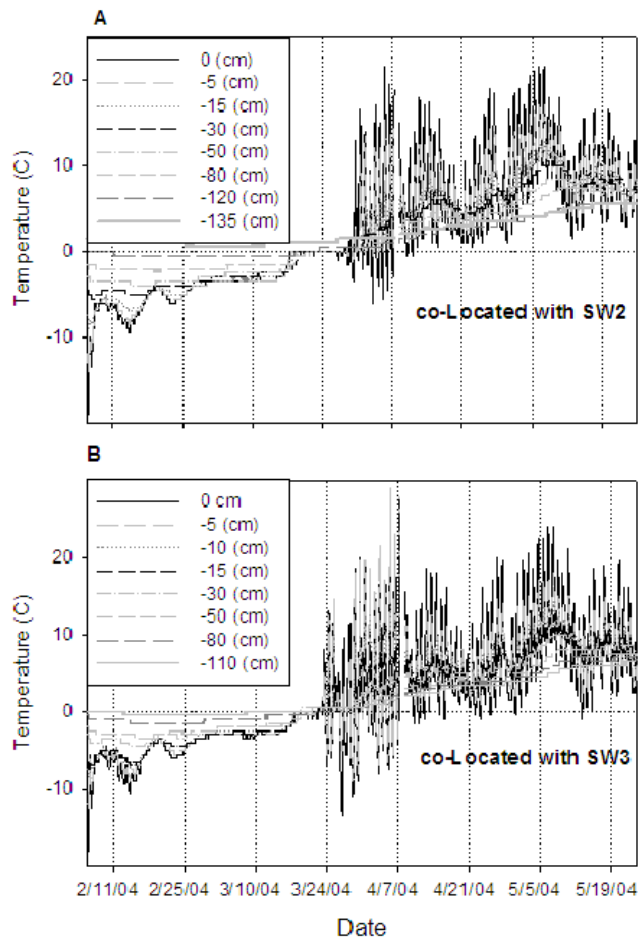 A
0 (cm)
-5 (cm)
-15 (cm)
-30 (cm)
-50 (cm)
-80 (cm)
-120 (cm)
-135 (cm)
20
10
0
-10
Temperature (C)
co-Located with SW2
B
0 cm
-5 (cm)
-10 (cm)
-15 (cm)
-30 (cm)
-50 (cm)
-80 (cm)
-110 (cm)
20
10
0
-10
Temperature (C)
co-Located with SW3
2/11/04 2/25/04 3/10/04 3/24/04 4/7/04 4/21/04 5/5/04 5/19/04
Date